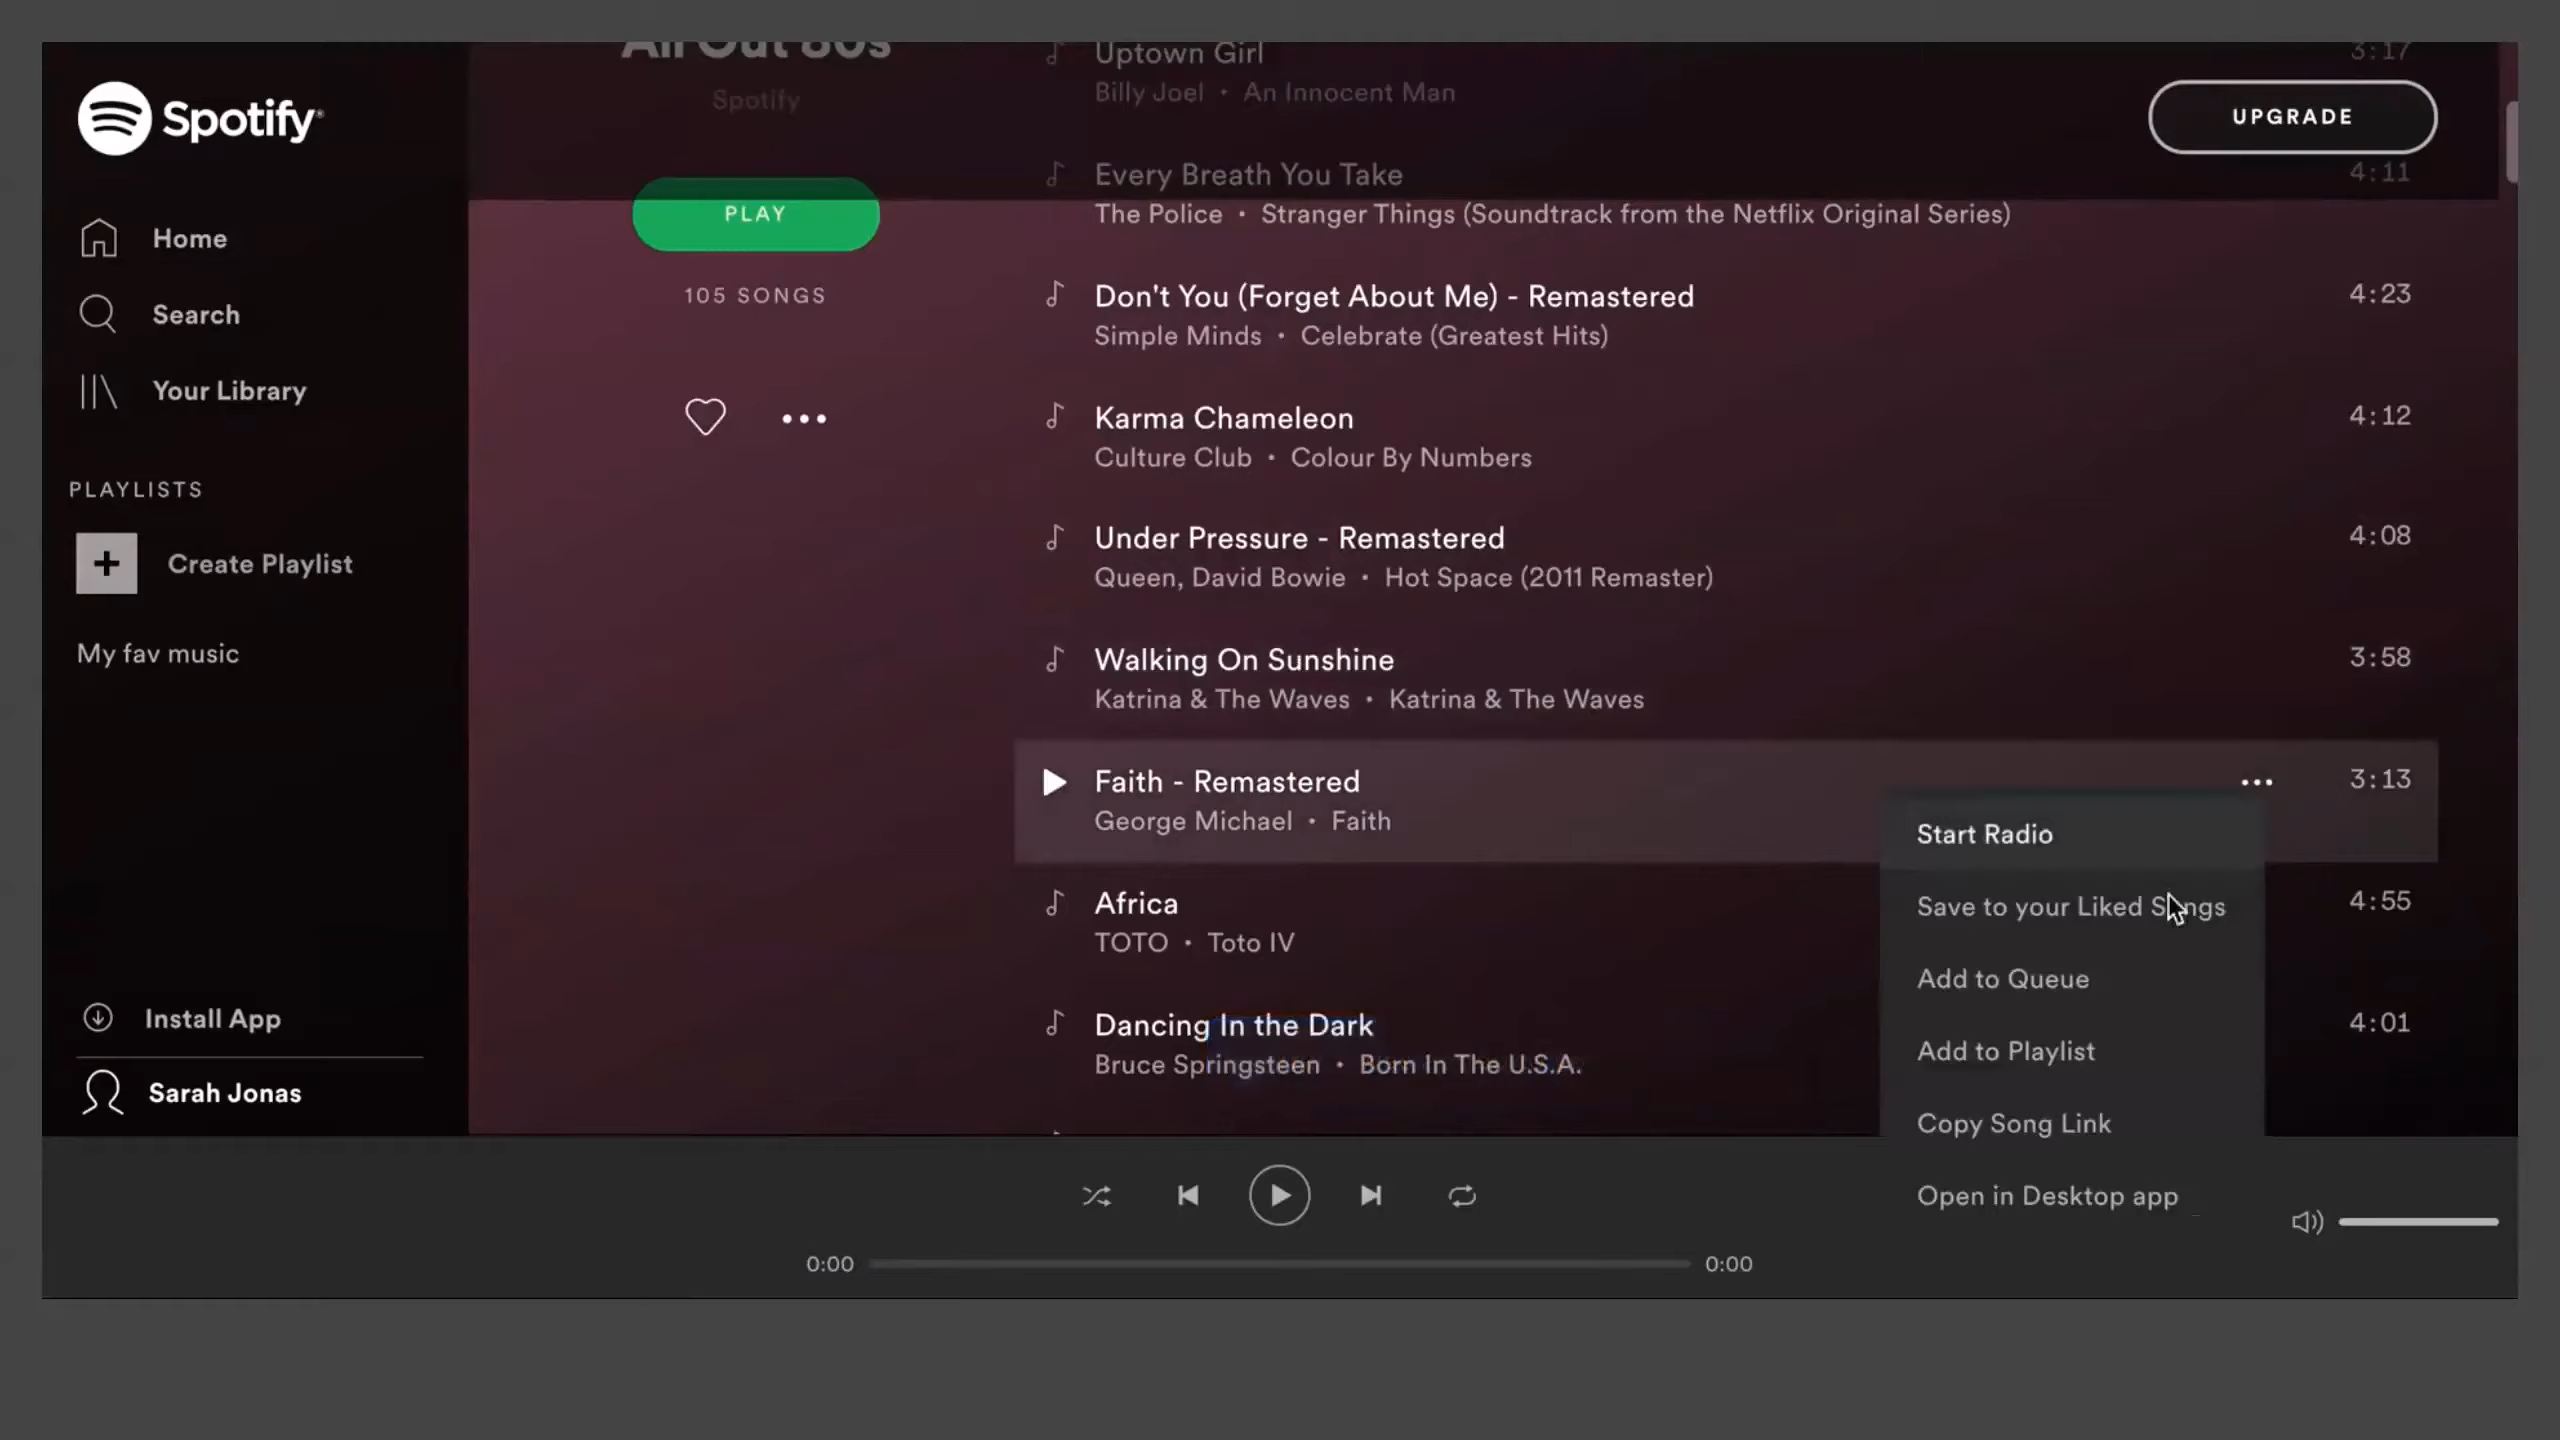 Spotify
Home
Search
Your Library
PLAYLISTS
Create Playlist
My fav music
Install App
Sarah Jonas
All Out 80s
Spotify
PLAY
105 SONGS
UPGRADE
Uptown Girl 3:17
Billy Joel • An Innocent Man
Every Breath You Take 4:11
The Police • Stranger Things (Soundtrack from the Netflix Original Series)
Don't You (Forget About Me) - Remastered 4:23
Simple Minds • Celebrate (Greatest Hits)
Karma Chameleon 4:12
Culture Club • Colour By Numbers
Under Pressure - Remastered 4:08
Queen, David Bowie • Hot Space (2011 Remaster)
Walking On Sunshine 3:58
Katrina & The Waves • Katrina & The Waves
Faith - Remastered 3:13
George Michael • Faith
Africa 4:55
TOTO • Toto IV
Dancing In the Dark 4:01
Bruce Springsteen • Born In The U.S.A.
Start Radio
Save to your Liked Songs
Add to Queue
Add to Playlist
Copy Song Link
Open in Desktop app
0:00 0:00